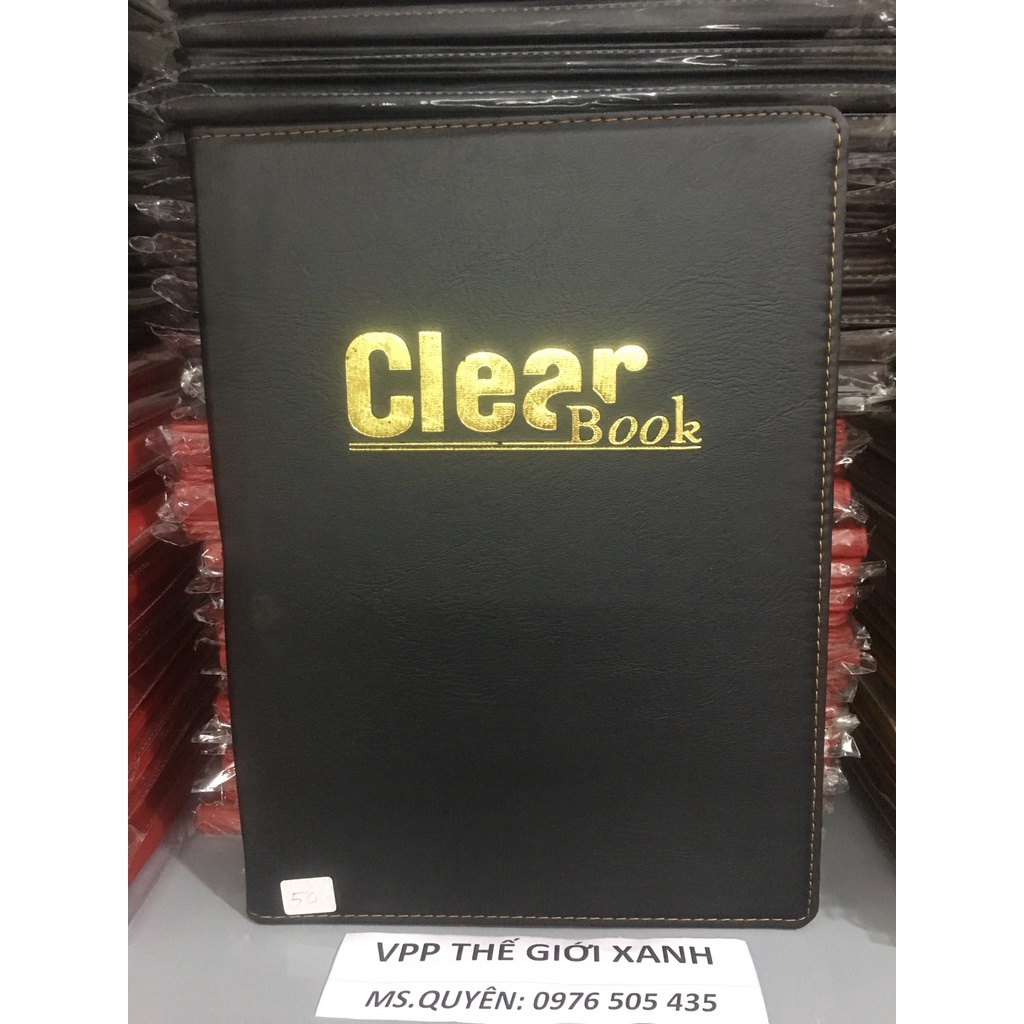 Clear
Book
50
VPP THẾ GIỚI XANH
MS.QUYÊN: 0976 505 435